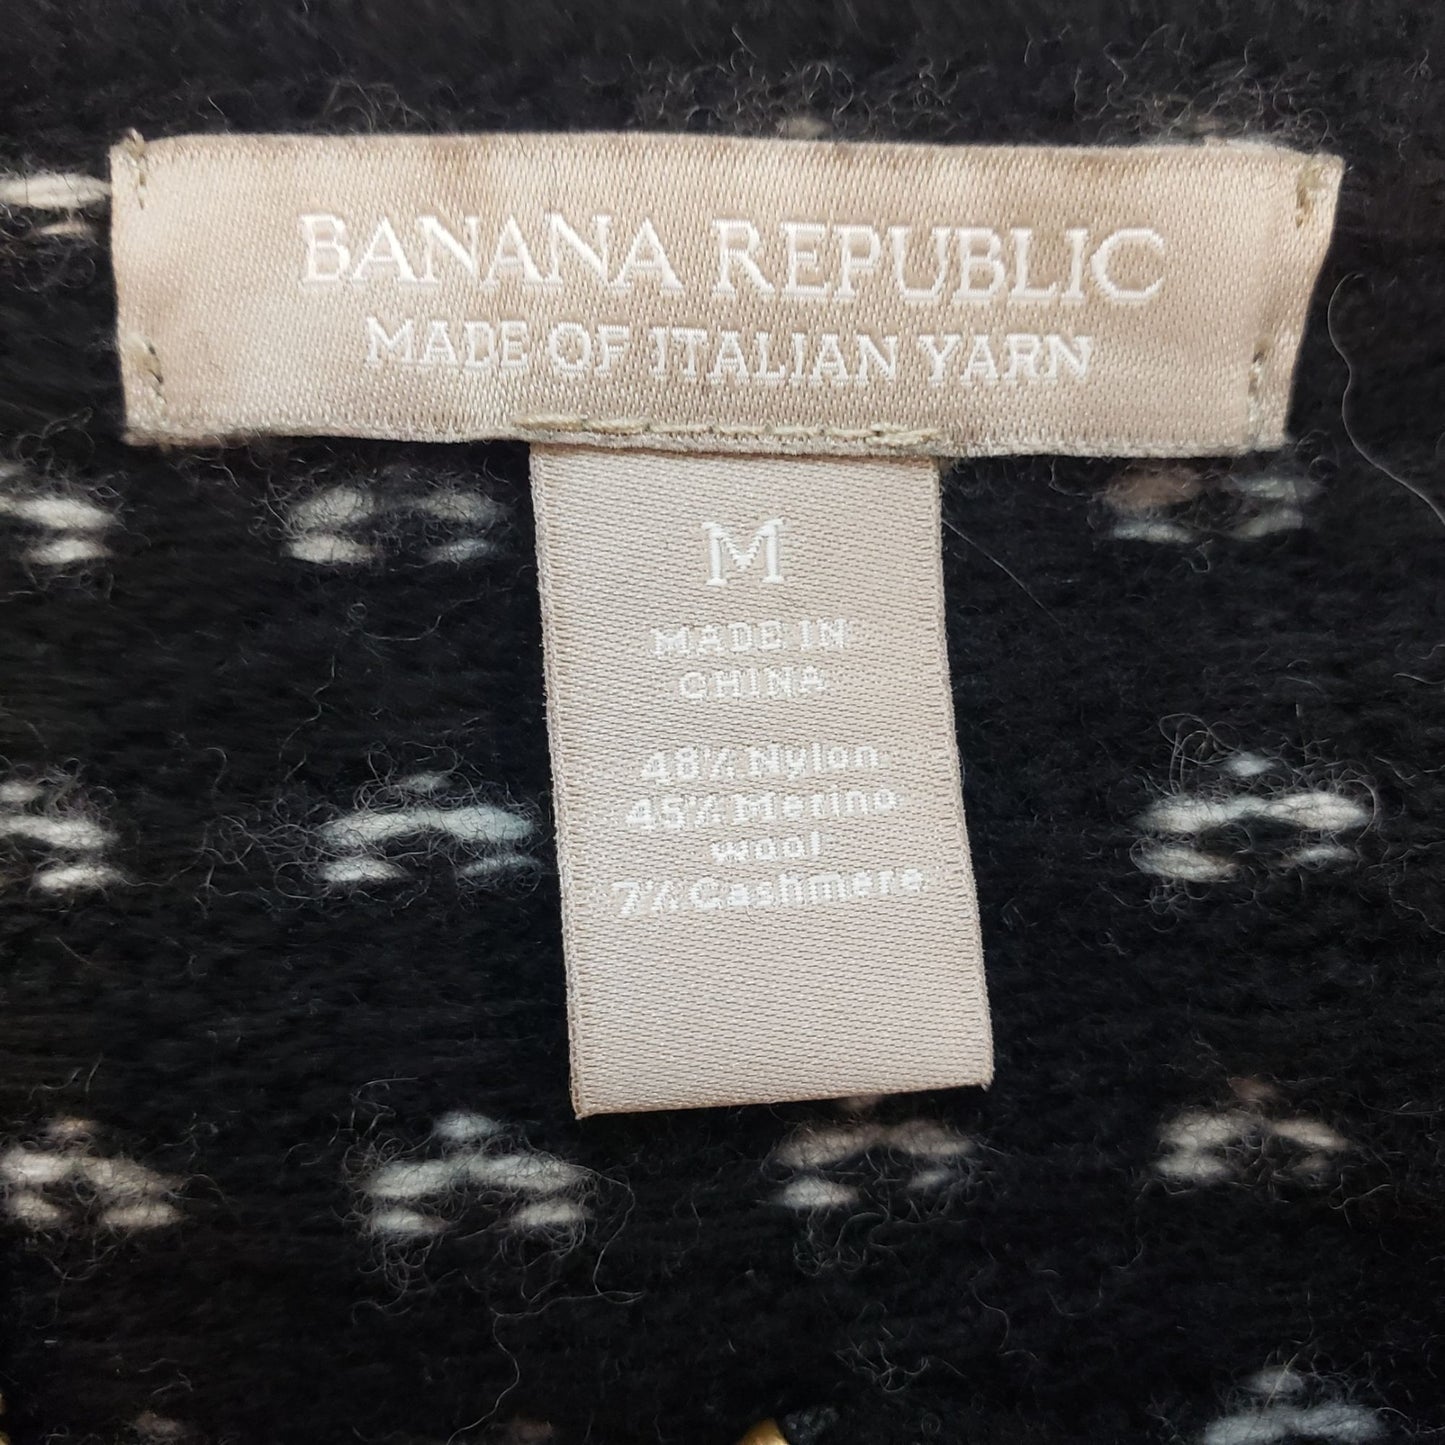 BANANA REPUBLIC
MADE OF ITALIAN YARN
M
MADE IN
CHINA
48% Nylon
45% Merino
wool
7% Cashmere